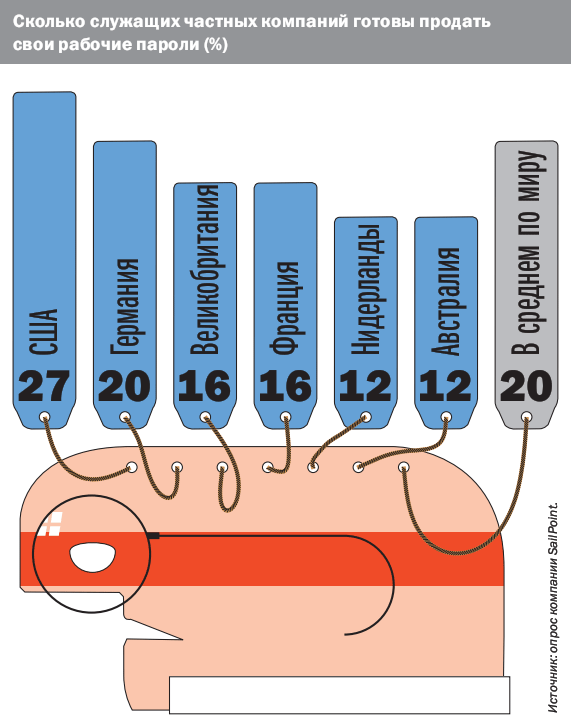 Сколько служащих частных компаний готовы продать
свои рабочие пароли (%)
США
27
Германия
20
Великобритания
16
Франция
16
Нидерланды
12
Австралия
12
В среднем по миру
20
Источник: опрос компании SailPoint.